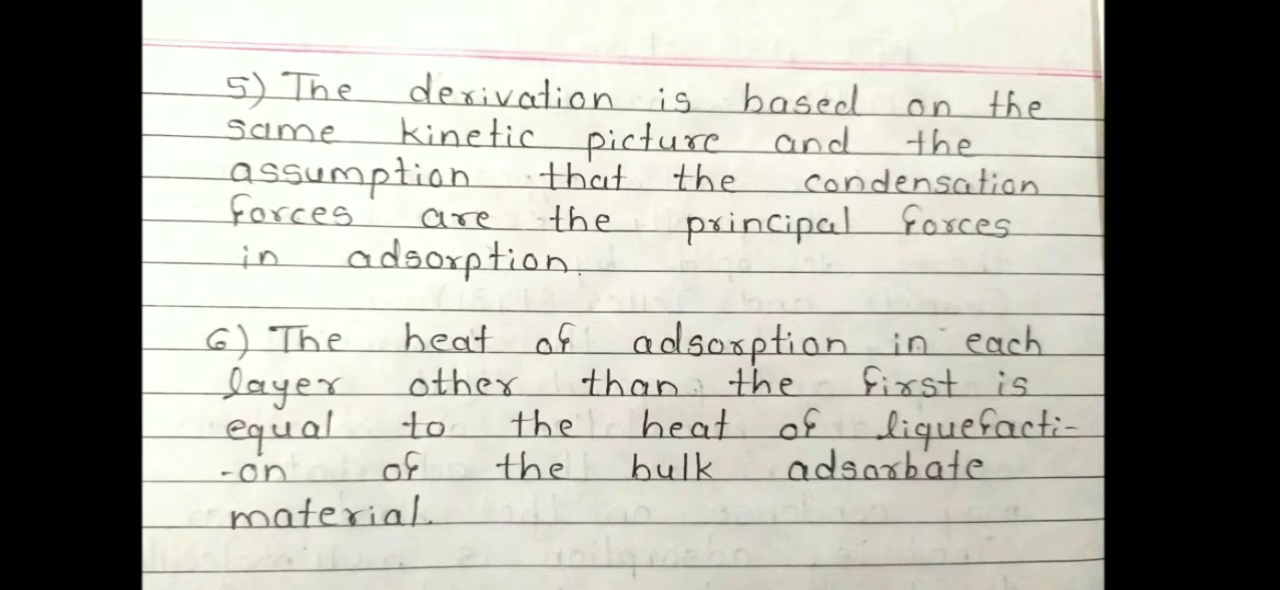 5) The derivation is based on the
same kinetic picture and the
assumption that the condensation
forces are the principal forces
in adsorption.
6) The heat of adsorption in each
layer other than the first is
equal to the heat of liquefacti-
-on of the bulk adsorbate
material.